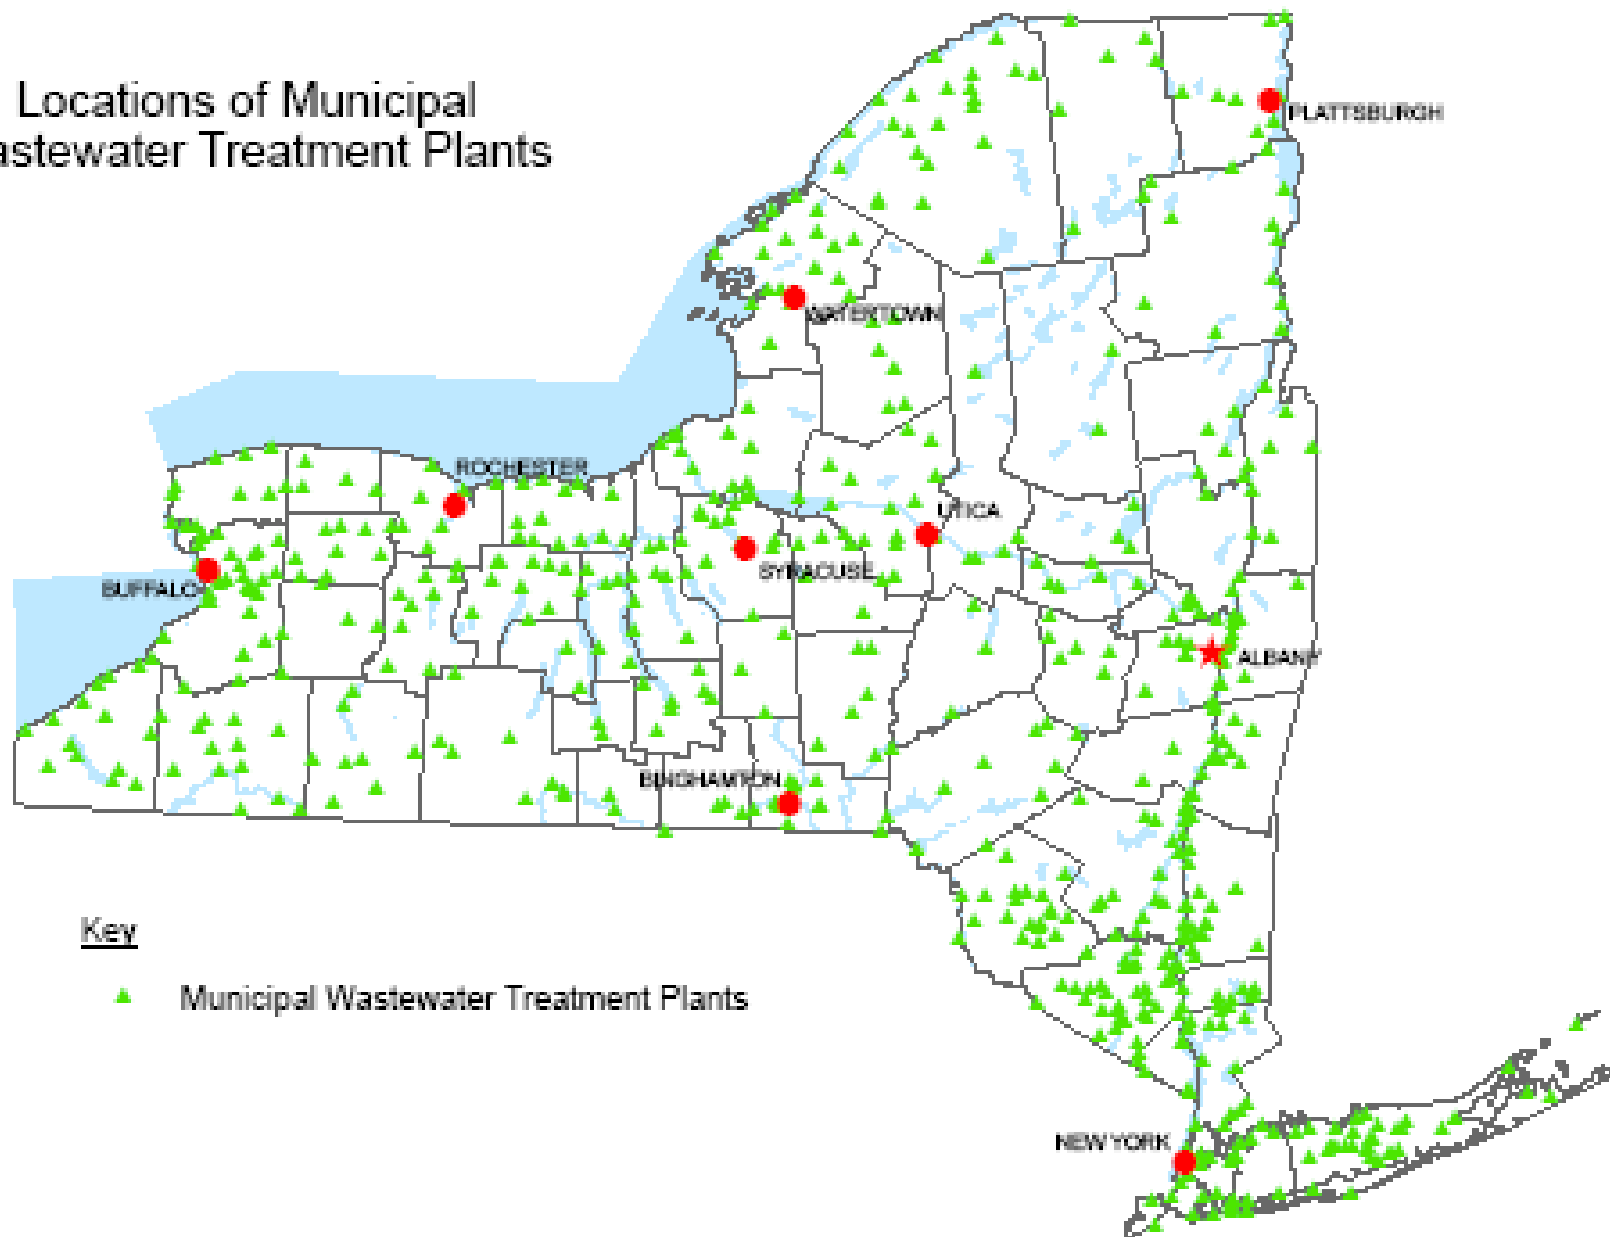 Locations of Municipal
astewater Treatment Plants
PLATTSBURGH
WATERTOWN
ROCHESTER
UTICA
SYRACUSE
BUFFALO
ALBANY
BINGHAMTON
Key
Municipal Wastewater Treatment Plants
NEW YORK